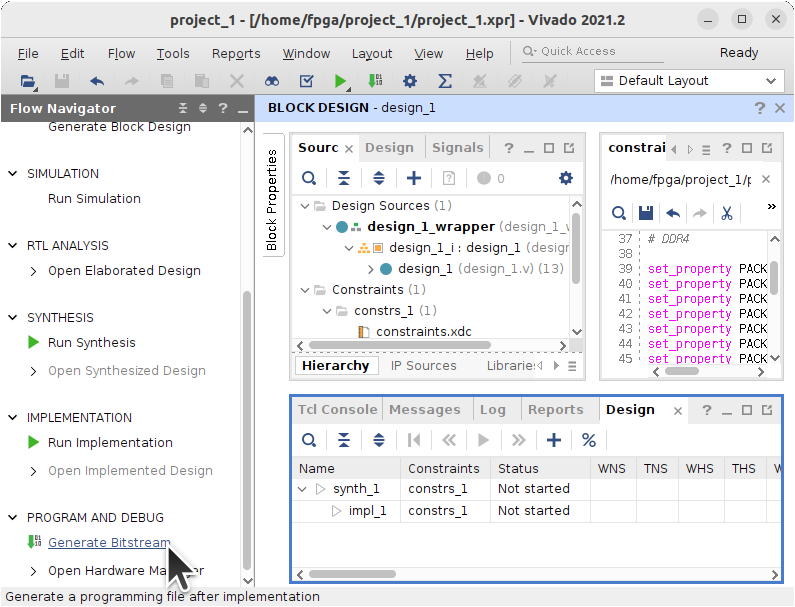 project_1 - [/home/fpga/project_1/project_1.xpr] - Vivado 2021.2
File Edit Flow Tools Reports Window Layout View Help Quick Access Ready
Default Layout
Flow Navigator
Generate Block Design
SIMULATION
Run Simulation
RTL ANALYSIS
Open Elaborated Design
SYNTHESIS
Run Synthesis
Open Synthesized Design
IMPLEMENTATION
Run Implementation
Open Implemented Design
PROGRAM AND DEBUG
Generate Bitstream
Open Hardware
BLOCK DESIGN - design_1
Block Properties
Sourc Design Signals
0
Design Sources (1)
design_1_wrapper (design_1_
design_1_i : design_1 (design
design_1 (design_1.v) (13)
Constraints (1)
constrs_1 (1)
constraints.xdc
Hierarchy IP Sources Libraries
constrai
/home/fpga/project_1/
37 # DDR4
38
39 set_property PACK
40 set_property PACK
41 set_property PACK
42 set_property PACK
43 set_property PACK
44 set_property PACK
45 set_property PACK
Tcl Console Messages Log Reports Design
Name Constraints Status WNS TNS WHS THS W
synth_1 constrs_1 Not started
impl_1 constrs_1 Not started
Generate a programming file after implementation